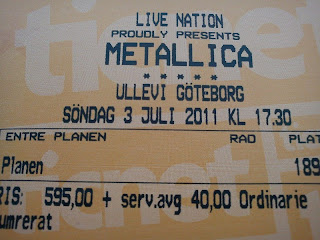 LIVE NATION
PROUDLY PRESENTS
METALLICA
* * * * *
ULLEVI GÖTEBORG
SÖNDAG 3 JULI 2011 KL 17.30
ENTRE PLANEN RAD PLAT
Planen 189
RIS: 595,00 + serv.avg 40,00 Ordinarie
umrerat